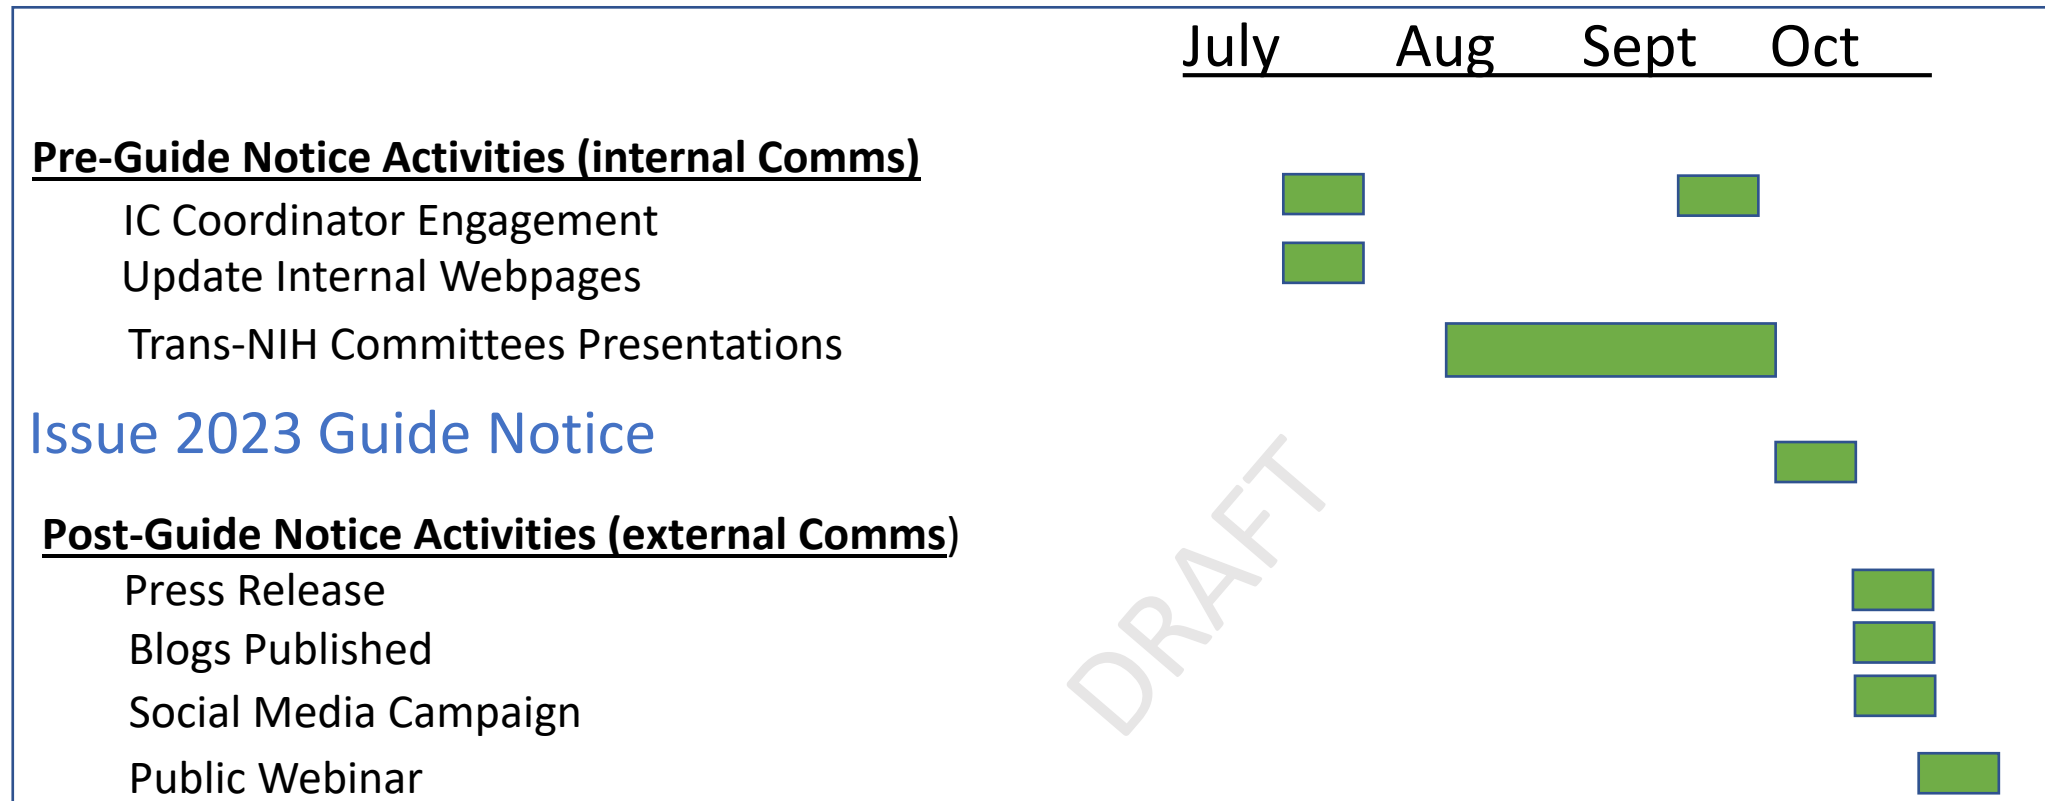 July Aug Sept Oct
Pre-Guide Notice Activities (internal Comms)
IC Coordinator Engagement
Update Internal Webpages
Trans-NIH Committees Presentations
Issue 2023 Guide Notice
Post-Guide Notice Activities (external Comms)
Press Release
Blogs Published
Social Media Campaign
Public Webinar
DRAFT